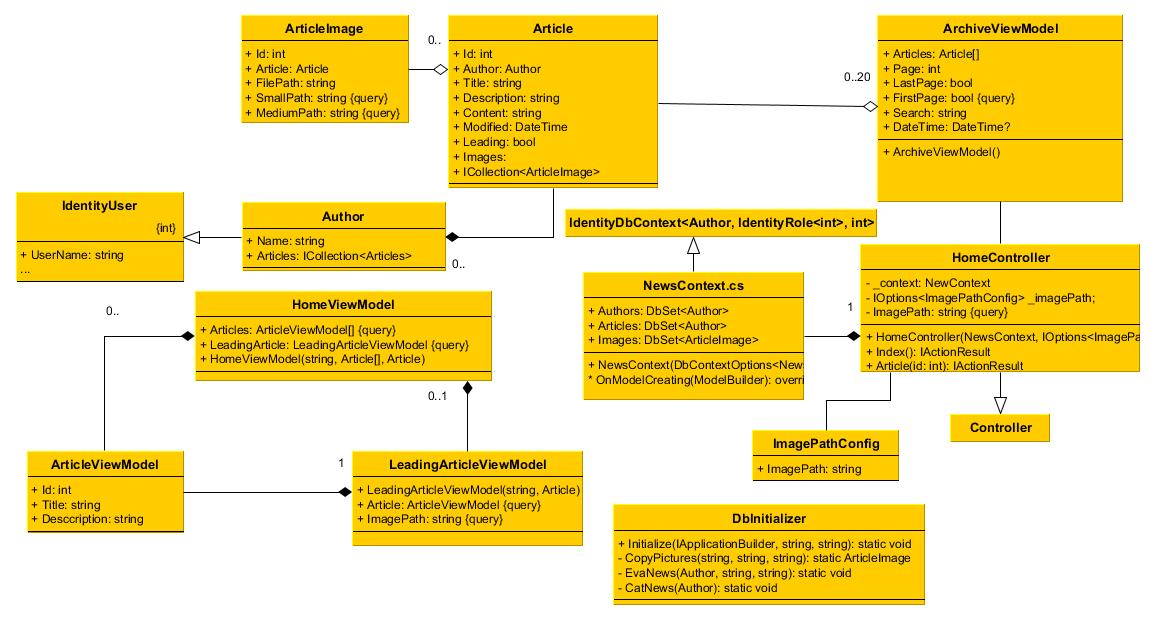 ArticleImage
+ Id: int
+ Article: Article
+ FilePath: string
+ SmallPath: string {query}
+ MediumPath: string {query}
0..
Article
+ Id: int
+ Author: Author
+ Title: string
+ Description: string
+ Content: string
+ Modified: DateTime
+ Leading: bool
+ Images:
+ ICollection<ArticleImage>
0..20
ArchiveViewModel
+ Articles: Article[]
+ Page: int
+ LastPage: bool
+ FirstPage: bool {query}
+ Search: string
+ DateTime: DateTime?
+ ArchiveViewModel()
IdentityUser
{int}
+ UserName: string
...
Author
+ Name: string
+ Articles: ICollection<Articles>
0..
IdentityDbContext<Author, IdentityRole<int>, int>
NewsContext.cs
+ Authors: DbSet<Author>
+ Articles: DbSet<Author>
+ Images: DbSet<ArticleImage>
+ NewsContext(DbContextOptions<New
* OnModelCreating(ModelBuilder): overri
1
HomeController
- _context: NewContext
- IOptions<ImagePathConfig> _imagePath;
- ImagePath: string {query}
+ HomeController(NewsContext, IOptions<ImagePa
+ Index(): IActionResult
+ Article(id: int): IActionResult
0..
HomeViewModel
+ Articles: ArticleViewModel[] {query}
+ LeadingArticle: LeadingArticleViewModel {query}
+ HomeViewModel(string, Article[], Article)
0..1
ImagePathConfig
+ ImagePath: string
Controller
ArticleViewModel
+ Id: int
+ Title: string
+ Desccription: string
1
LeadingArticleViewModel
+ LeadingArticleViewModel(string, Article)
+ Article: ArticleViewModel {query}
+ ImagePath: string {query}
DbInitializer
+ Initialize(IApplicationBuilder, string, string): static void
- CopyPictures(string, string, string): static ArticleImage
- EvaNews(Author, string, string): static void
- CatNews(Author): static void